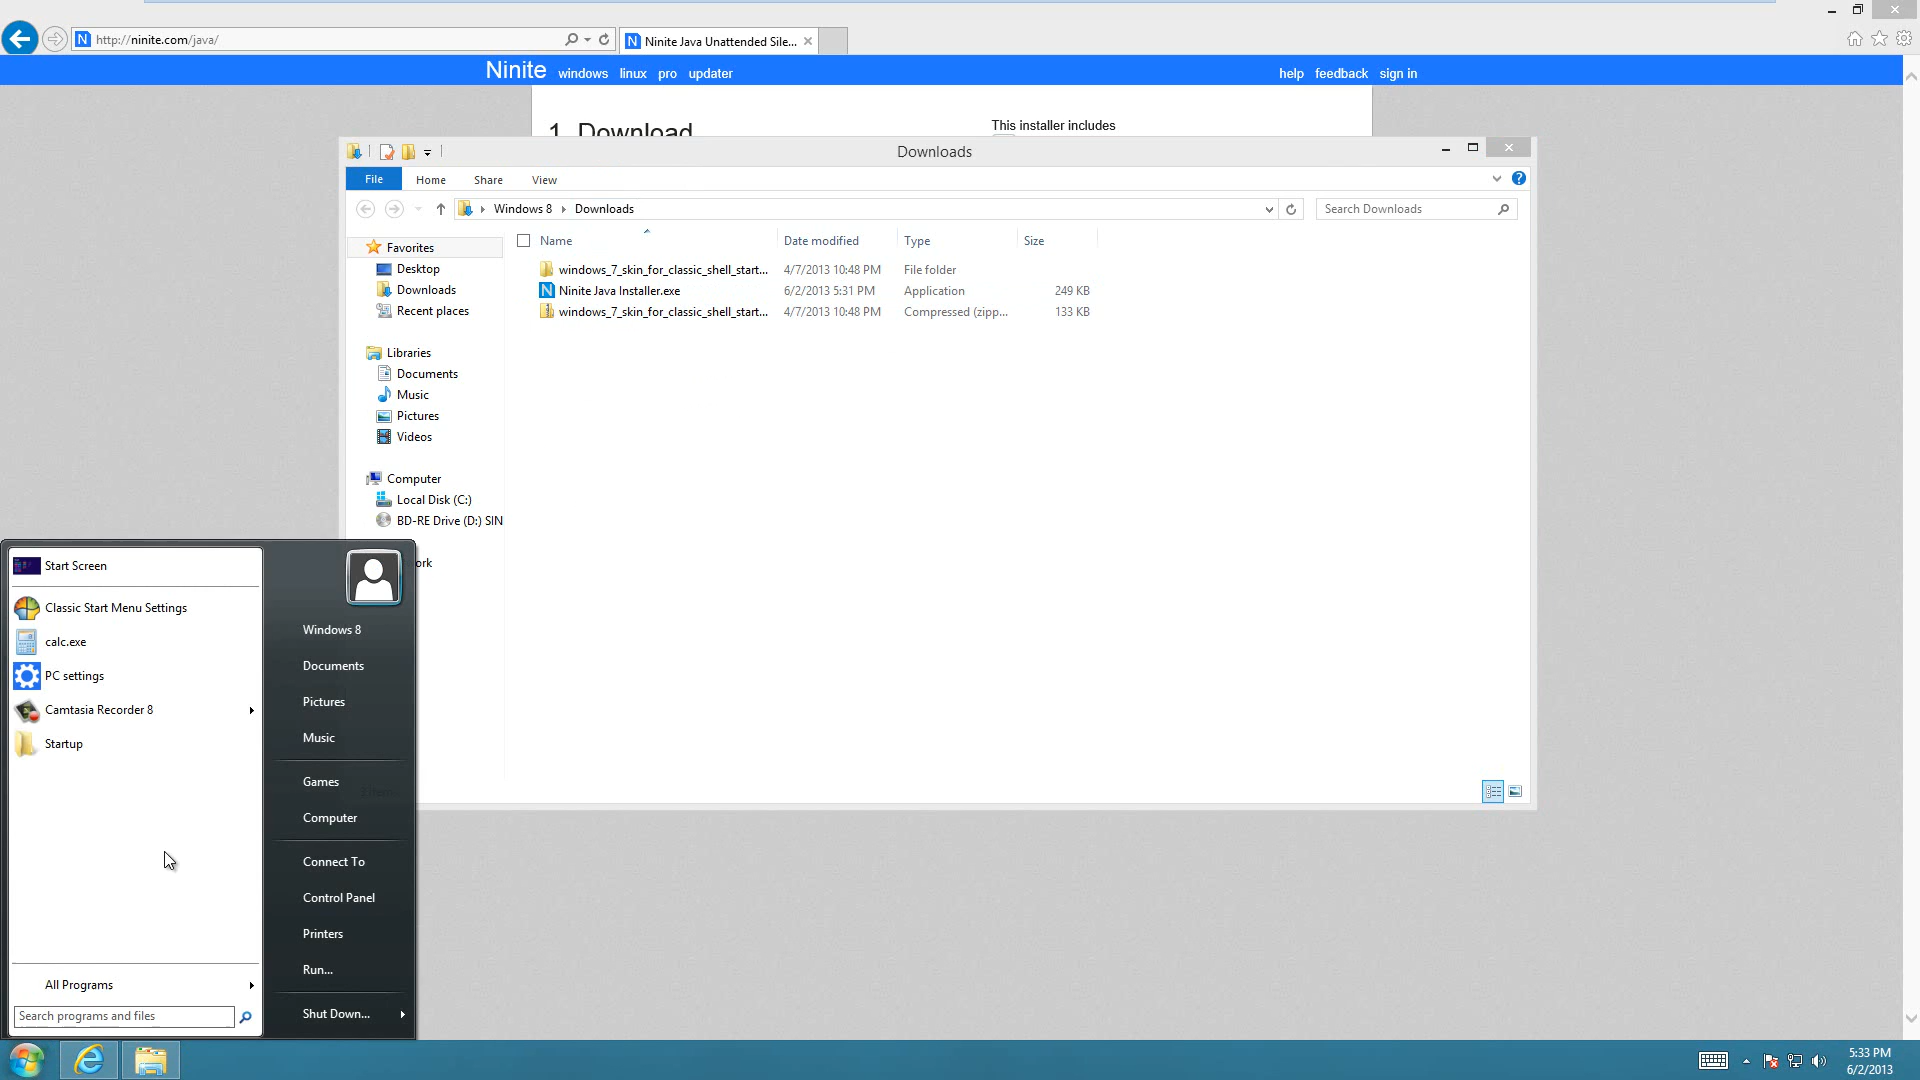 http://ninite.com/java/
Ninite Java Unattended Sile...
Ninite windows linux pro updater
help feedback sign in
1. Download
This installer includes
Downloads
File Home Share View
Windows 8 Downloads
Search Downloads
Name Date modified Type Size
Favorites
Desktop
Downloads
Recent places
Libraries
Documents
Music
Pictures
Videos
Computer
Local Disk (C:)
BD-RE Drive (D:) SIN
windows_7_skin_for_classic_shell_start... 4/7/2013 10:48 PM File folder
Ninite Java Installer.exe 6/2/2013 5:31 PM Application 249 KB
windows_7_skin_for_classic_shell_start... 4/7/2013 10:48 PM Compressed (zipp... 133 KB
Start Screen
Classic Start Menu Settings
calc.exe
PC settings
Camtasia Recorder 8
Startup
All Programs
Search programs and files
Windows 8
Documents
Pictures
Music
Games
Computer
Connect To
Control Panel
Printers
Run...
Shut Down...
5:33 PM
6/2/2013